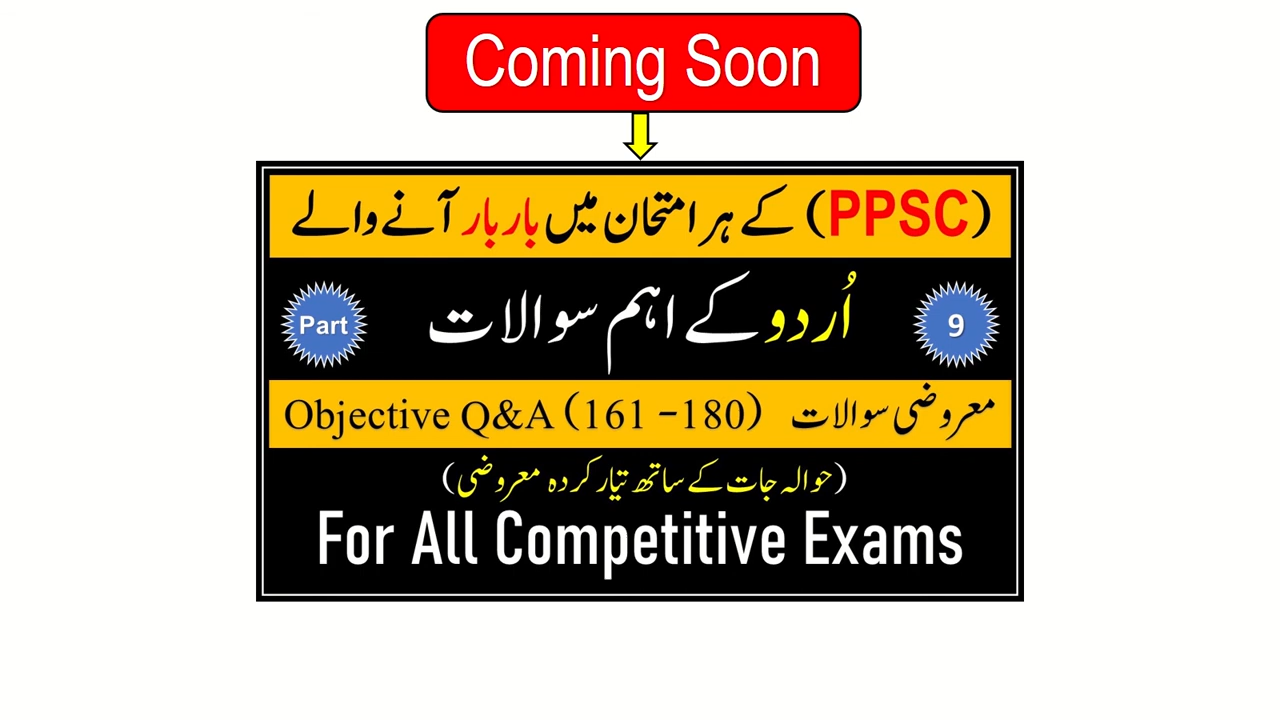 Coming Soon
(PPSC) کے ہر امتحان میں بار بار آنے والے
Part
اُردو کے اہم سوالات
9
معروضی سوالات Objective Q&A (161 -180)
(حوالہ جات کے ساتھ تیار کردہ معروضی)
For All Competitive Exams